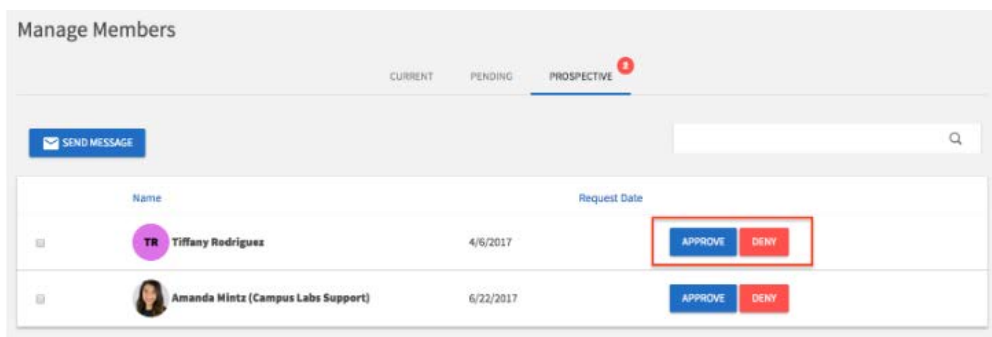 Manage Members
CURRENT PENDING PROSPECTIVE 2
SEND MESSAGE
Name Request Date
TR Tiffany Rodriguez 4/6/2017 APPROVE DENY
Amanda Mintz (Campus Labs Support) 6/22/2017 APPROVE DENY